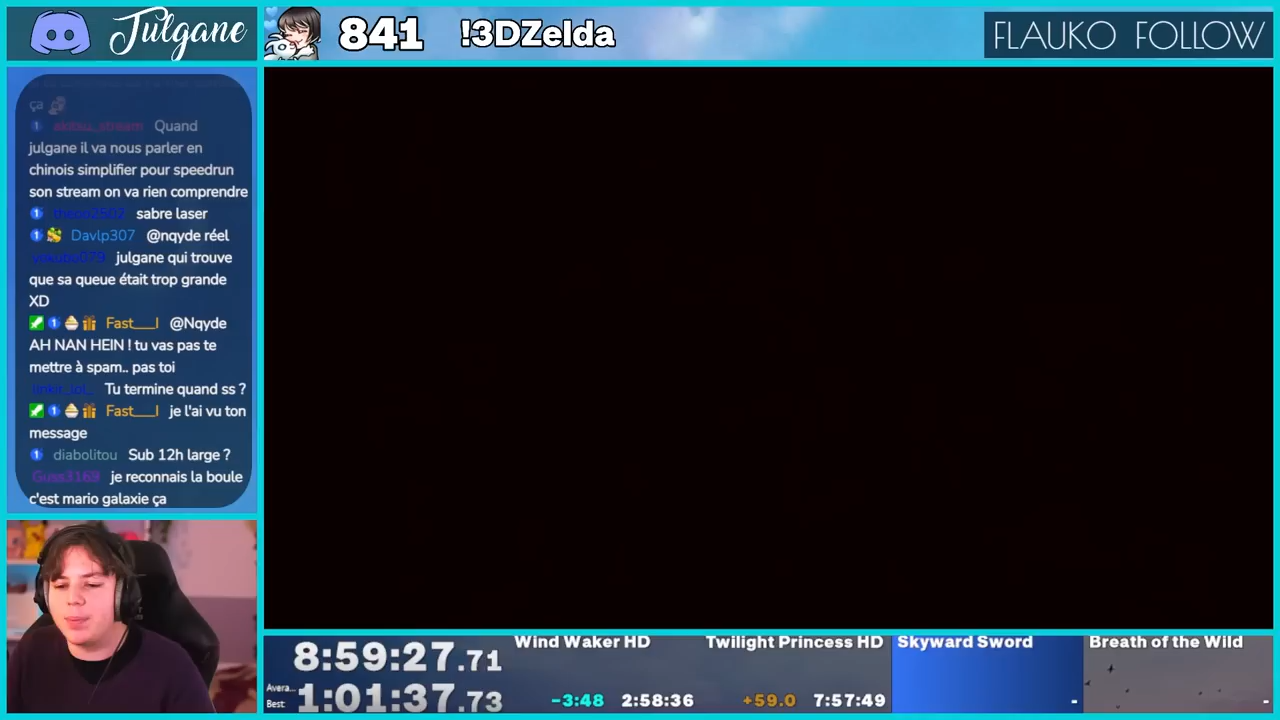 Julgane
841
!3DZelda
FLAUKO FOLLOW
ça
akitau_stream Quand
julgane il va nous parler en
chinois simplifier pour speedrun
son stream on va rien comprendre
sabre laser
Davlp307 @nqyde réel
julgane qui trouve
que sa queue était trop grande
XD
Fast___l @Nqyde
AH NAN HEIN ! tu vas pas te
mettre à spam.. pas toi
Tu termine quand ss ?
Fast___l je l'ai vu ton
message
diabolitou Sub 12h large ?
Guss3169 je reconnais la boule
c'est mario galaxie ça
8:59:27.71
Avera...
Best:
1:01:37.73
Wind Waker HD
-3:48 2:58:36
Twilight Princess HD
+59.0 7:57:49
Skyward Sword
-
Breath of the Wild
-